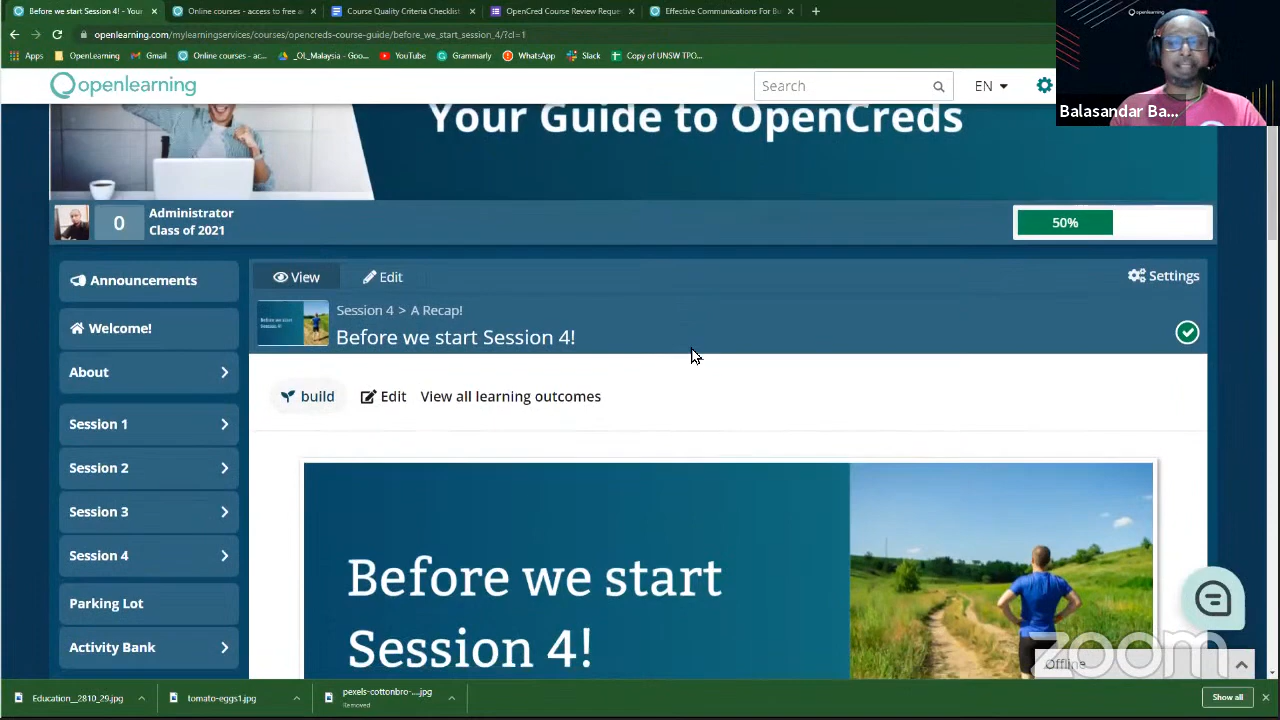 Before we start Session 4! - You
Online courses - access to free a
Course Quality Criteria Checklist
OpenCred Course Review Reque
Effective Communications For Bu
openlearning.com/mylearningservices/courses/opencreds-course-guide/before_we_start_session_4/?cl=1
Apps
OpenLearning
Gmail
Online courses - ac...
_OL_Malaysia - Goo...
YouTube
Grammarly
WhatsApp
Slack
Copy of UNSW TPO...
openlearning
Search
EN
Balasandar Ba...
Your Guide to OpenCreds
0
Administrator
Class of 2021
50%
Announcements
Welcome!
About
Session 1
Session 2
Session 3
Session 4
Parking Lot
Activity Bank
View
Edit
Settings
Session 4 > A Recap!
Before we start Session 4!
build
Edit
View all learning outcomes
Before we start
Session 4!
zoom
Offline
Education__2810_29.jpg
tomato-eggs1.jpg
pexels-cottonbro-....jpg
Removed
Show all